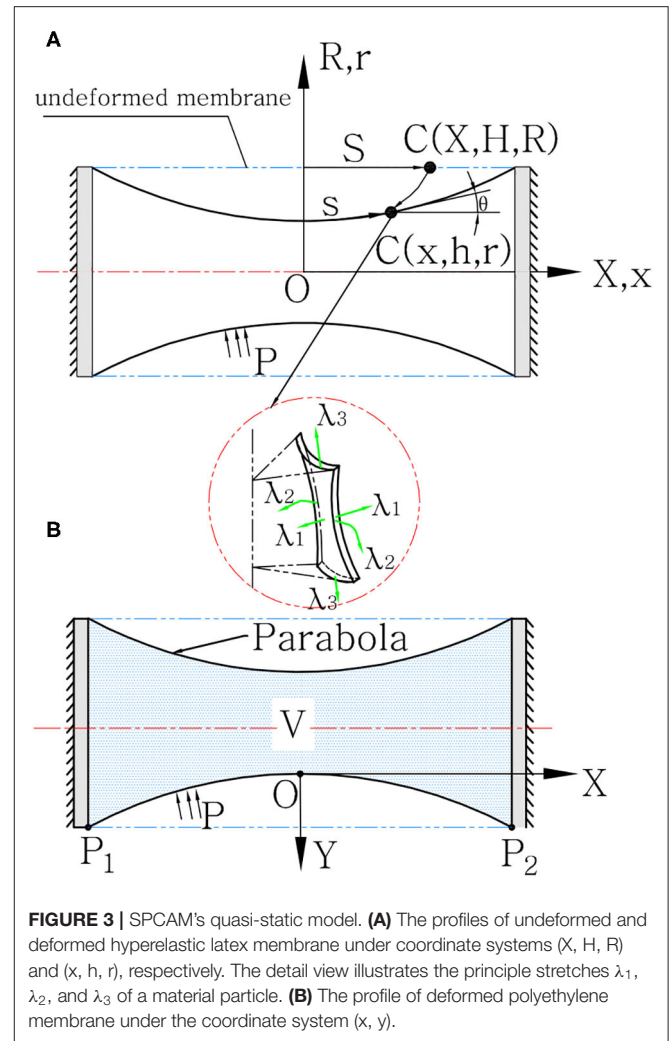 A
R,r
undeformed membrane
S
C(X,H,R)
s
θ
C(x,h,r)
O
X,x
P
λ3
λ2
λ1
λ1
λ2
λ3
B
Parabola
V
O
X
P
P1
Y
P2
FIGURE 3 | SPCAM's quasi-static model. (A) The profiles of undeformed and
deformed hyperelastic latex membrane under coordinate systems (X, H, R)
and (x, h, r), respectively. The detail view illustrates the principle stretches λ1,
λ2, and λ3 of a material particle. (B) The profile of deformed polyethylene
membrane under the coordinate system (x, y).